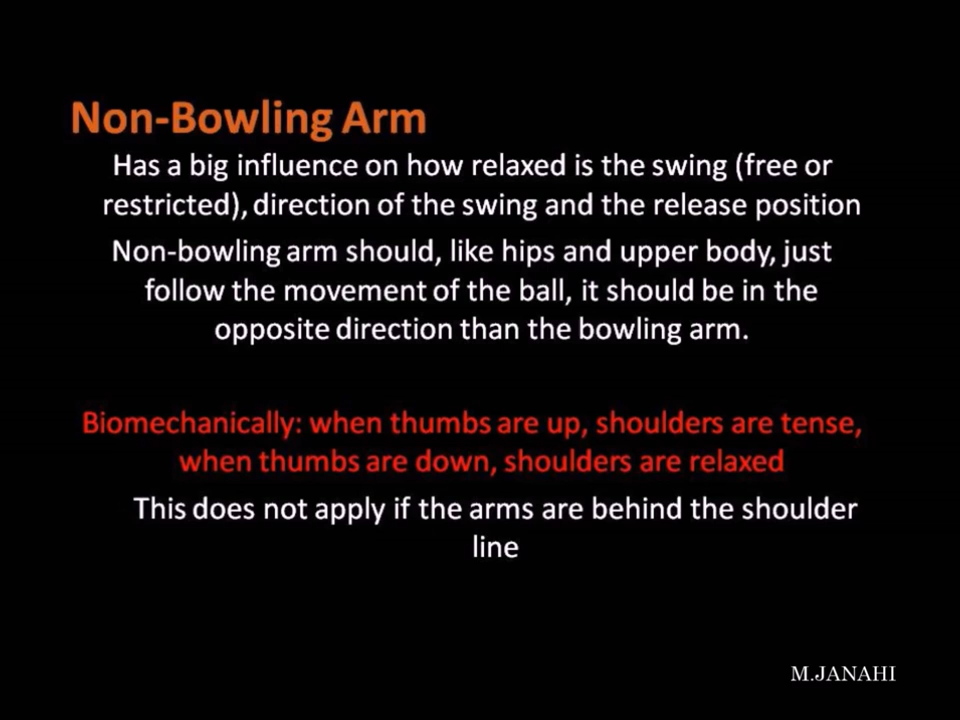 Non-Bowling Arm
Has a big influence on how relaxed is the swing (free or
restricted), direction of the swing and the release position
Non-bowling arm should, like hips and upper body, just
follow the movement of the ball, it should be in the
opposite direction than the bowling arm.
Biomechanically: when thumbs are up, shoulders are tense,
when thumbs are down, shoulders are relaxed
This does not apply if the arms are behind the shoulder
line
M.JANAHI